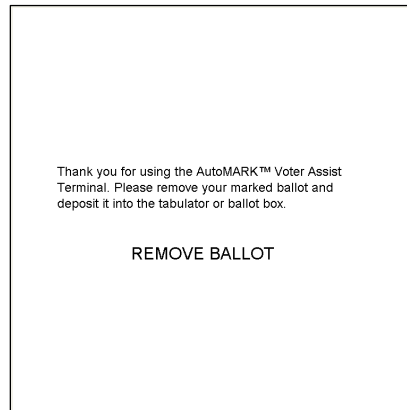 Thank you for using the AutoMARK™ Voter Assist
Terminal. Please remove your marked ballot and
deposit it into the tabulator or ballot box.
REMOVE BALLOT